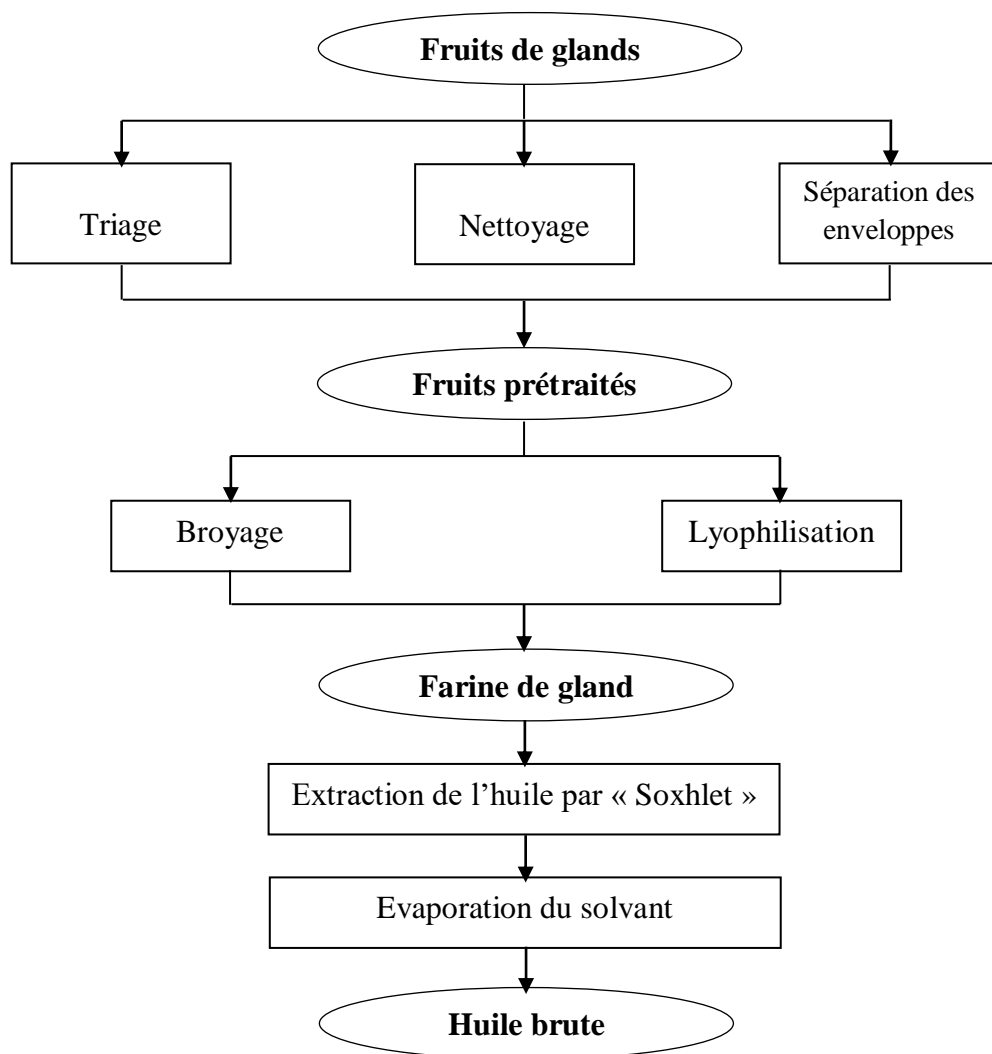 Fruits de glands
Triage
Nettoyage
Séparation des
enveloppes
Fruits prétraités
Broyage
Lyophilisation
Farine de gland
Extraction de l’huile par « Soxhlet »
Evaporation du solvant
Huile brute